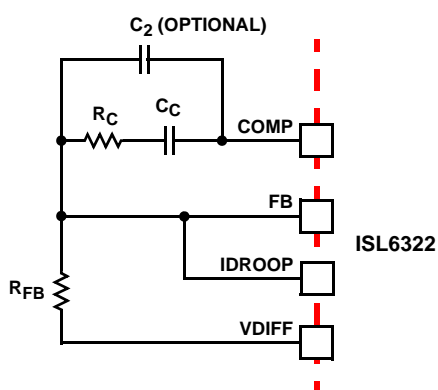 C2 (OPTIONAL)
RC
CC
COMP
FB
ISL6322
IDROOP
RFB
VDIFF